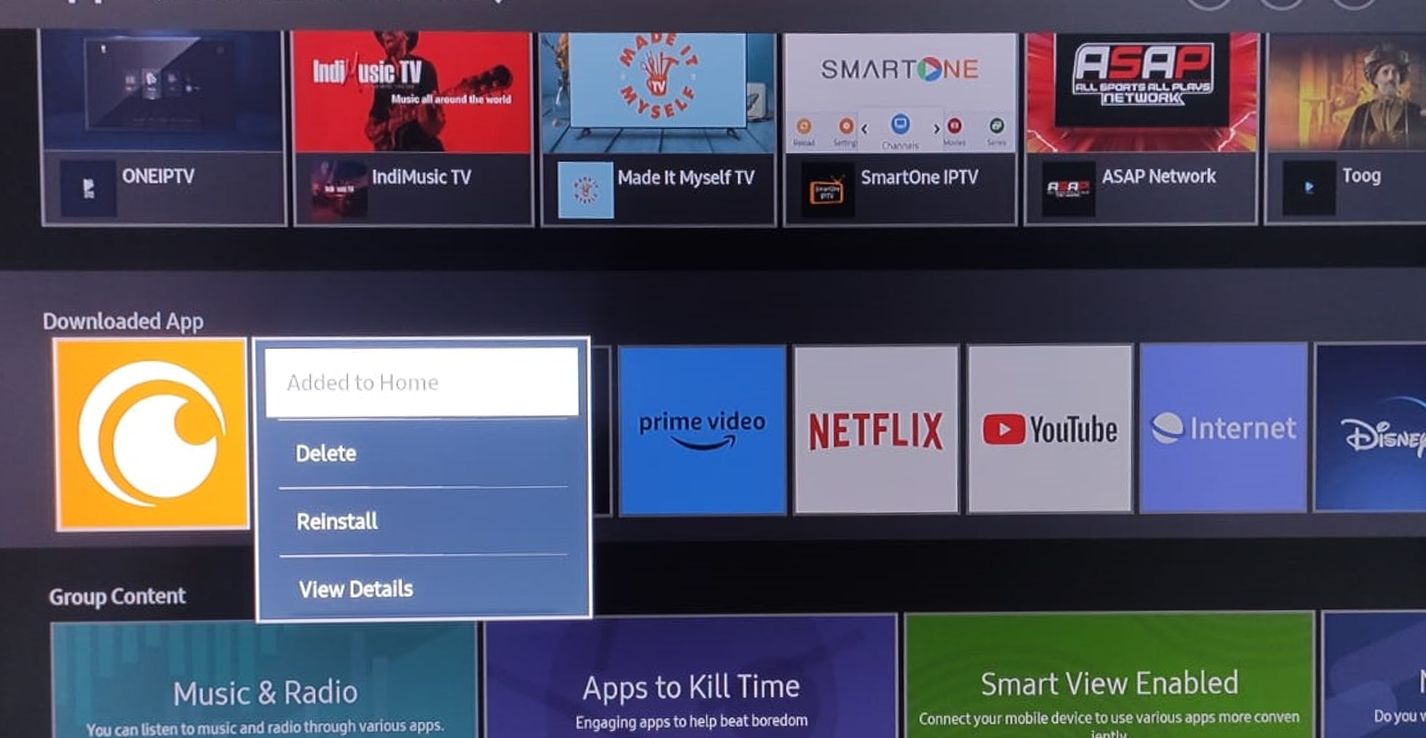 Indi usic TV
Music all around the world
MADE IT
TV
MYSELF
SMARTONE
Reload
Settings
Channels
Movies
Series
ASAP
ALL SPORTS ALL PLAYS
NETWORK
ONEIPTV
IndiMusic TV
Made It Myself TV
SmartOne IPTV
ASAP
ASAP Network
Toog
Downloaded App
Added to Home
Delete
Reinstall
View Details
prime video
NETFLIX
YouTube
Internet
DISNEY
Group Content
Music & Radio
You can listen to music and radio through various apps.
Apps to Kill Time
Engaging apps to help beat boredom
Smart View Enabled
Connect your mobile device to use various apps more conven
iently.
Do you